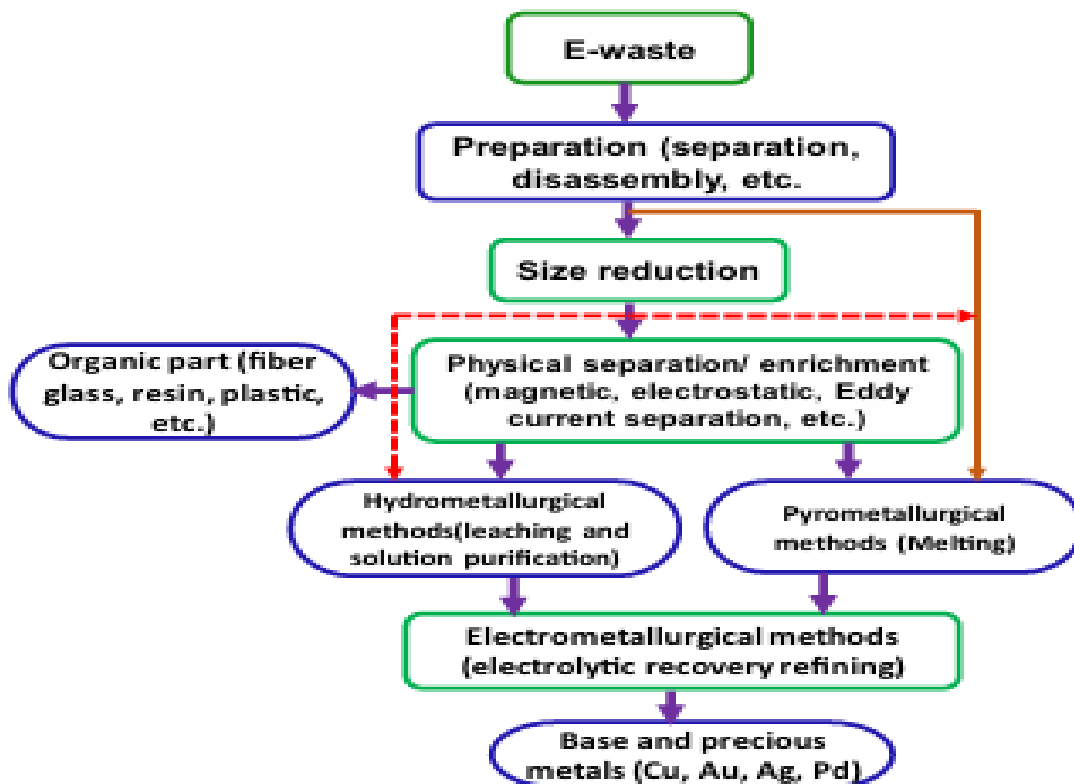 E-waste
Preparation (separation,
disassembly, etc.
Size reduction
Organic part (fiber
glass, resin, plastic,
etc.)
Physical separation/ enrichment
(magnetic, electrostatic, Eddy
current separation, etc.)
Hydrometallurgical
methods(leaching and
solution purification)
Pyrometallurgical
methods (Melting)
Electrometallurgical methods
(electrolytic recovery refining)
Base and precious
metals (Cu, Au, Ag, Pd)